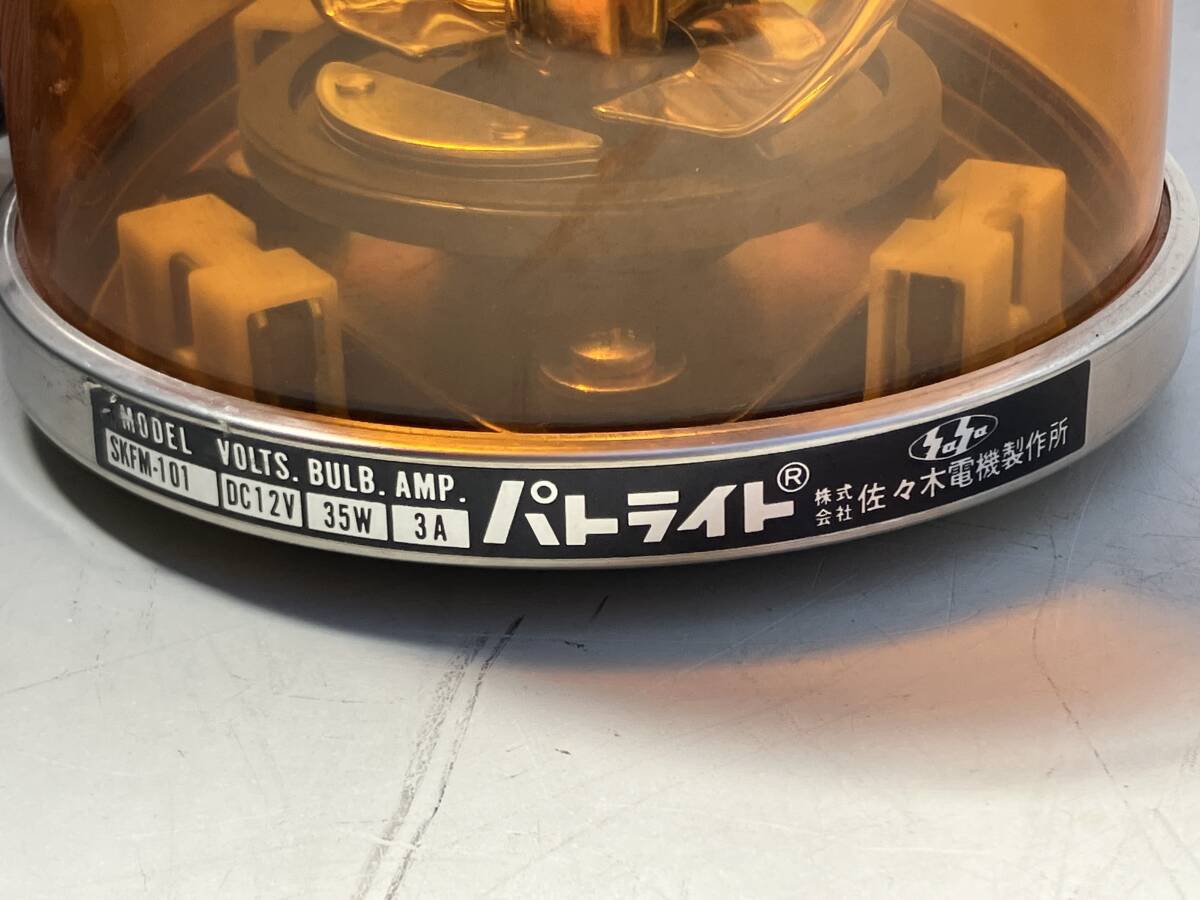 MODEL VOLTS. BULB. AMP.
SKFM-101 DC12V 35W 3A
パトライト®
SaSa
株式会社 佐々木電機製作所